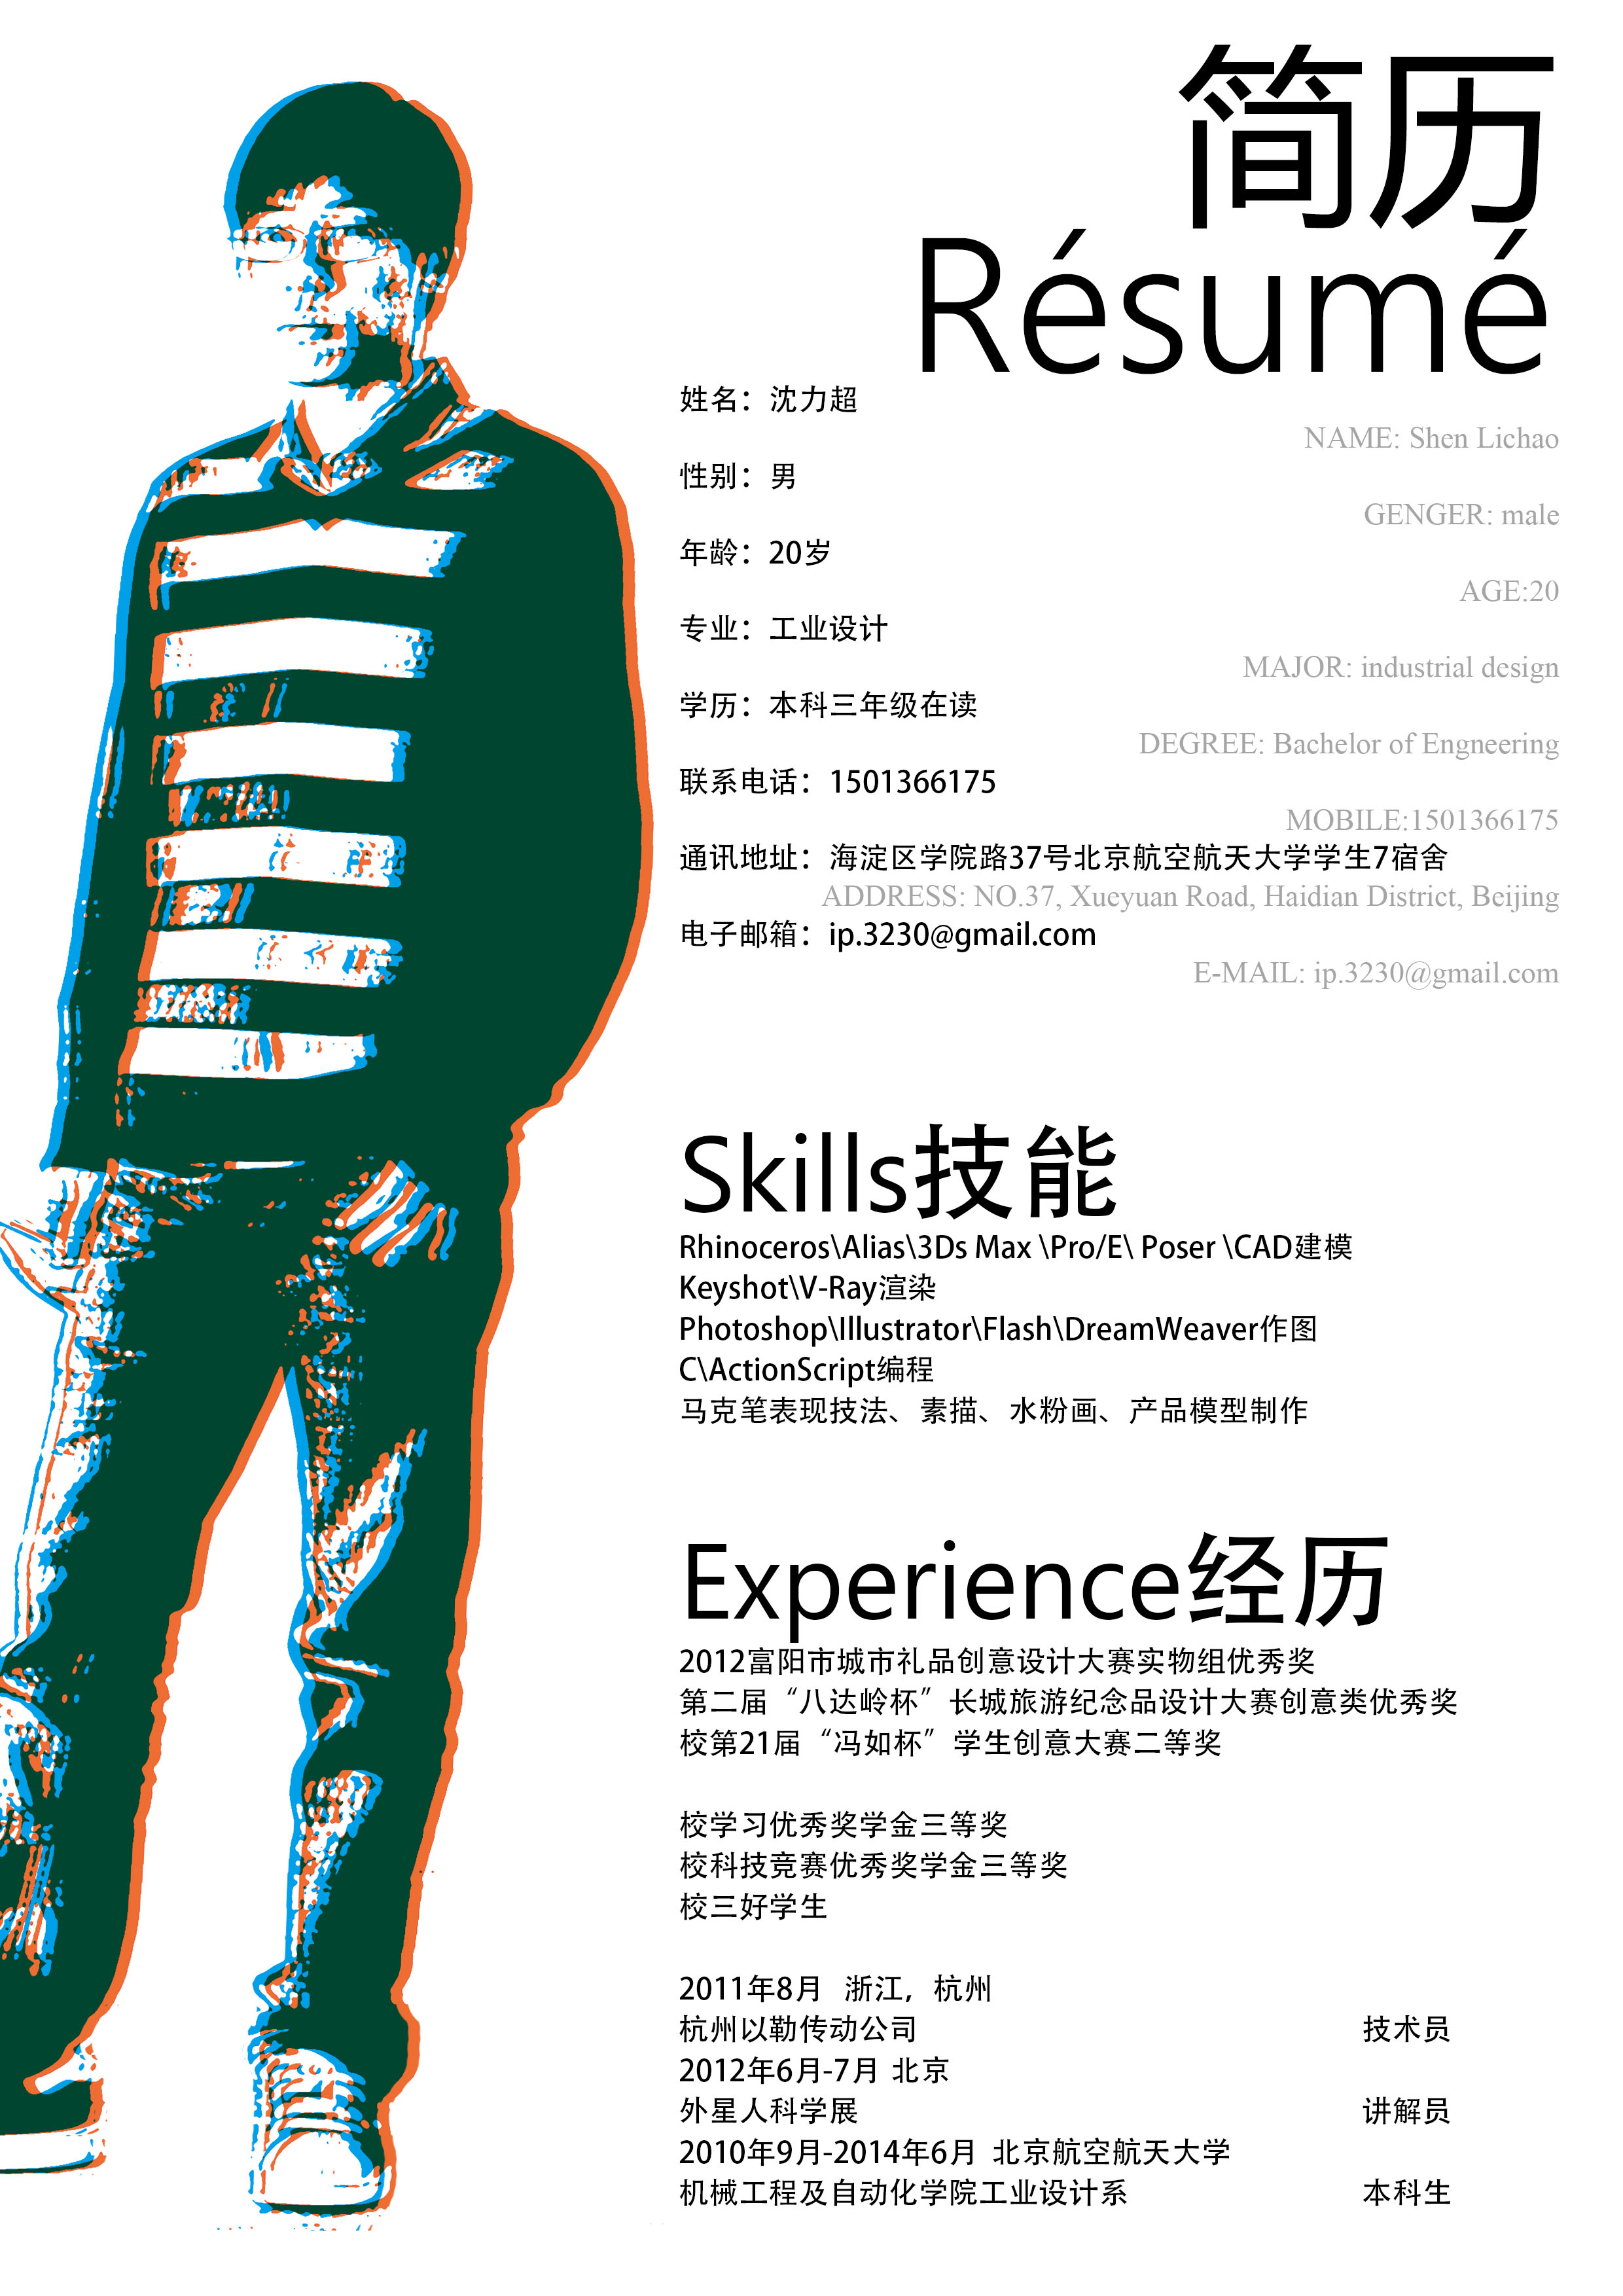 简历
Résumé
姓名：沈力超
NAME: Shen Lichao
性别：男
GENGER: male
年龄：20岁
AGE:20
专业：工业设计
MAJOR: industrial design
学历：本科三年级在读
DEGREE: Bachelor of Engneering
联系电话：1501366175
MOBILE:1501366175
通讯地址：海淀区学院路37号北京航空航天大学学生7宿舍
ADDRESS: NO.37, Xueyuan Road, Haidian District, Beijing
电子邮箱：ip.3230@gmail.com
E-MAIL: ip.3230@gmail.com
Skills技能
Rhinoceros\Alias\3Ds Max \Pro/E\ Poser \CAD建模
Keyshot\V-Ray渲染
Photoshop\Illustrator\Flash\DreamWeaver作图
C\ActionScript编程
马克笔表现技法、素描、水粉画、产品模型制作
Experience经历
2012富阳市城市礼品创意设计大赛实物组优秀奖
第二届“八达岭杯”长城旅游纪念品设计大赛创意类优秀奖
校第21届“冯如杯”学生创意大赛二等奖
校学习优秀奖学金三等奖
校科技竞赛优秀奖学金三等奖
校三好学生
2011年8月 浙江，杭州
杭州以勒传动公司 技术员
2012年6月-7月 北京
外星人科学展 讲解员
2010年9月-2014年6月 北京航空航天大学
机械工程及自动化学院工业设计系 本科生